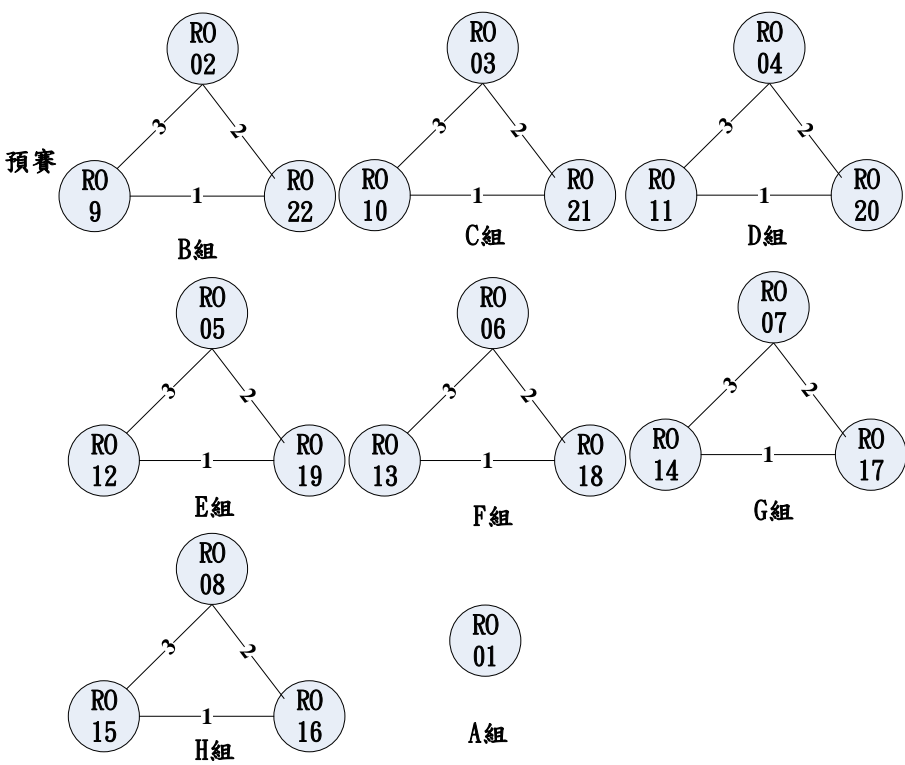 RO
02
RO
03
RO
04
3
2
3
2
3
2
預賽
RO
9
1
RO
22
RO
10
1
RO
21
RO
11
1
RO
20
B組
C組
D組
RO
05
RO
06
RO
07
3
2
3
2
3
2
RO
12
1
RO
19
RO
13
1
RO
18
RO
14
1
RO
17
E組
F組
G組
RO
08
3
2
RO
01
RO
15
1
RO
16
H組
A組